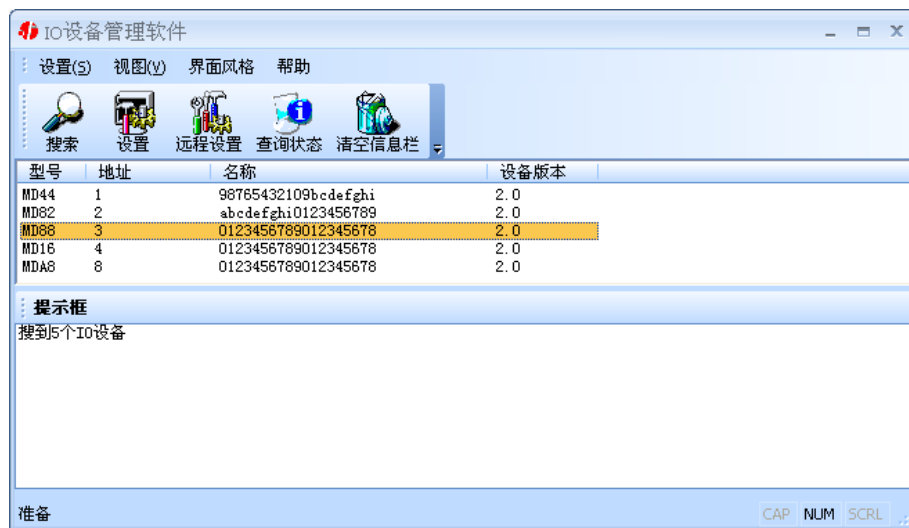 IO设备管理软件
设置(S) 视图(V) 界面风格 帮助
搜索 设置 远程设置 查询状态 清空信息栏
型号 地址 名称 设备版本
MD44 1 98765432109bcdefghi 2.0
MD82 2 abcdefghi0123456789 2.0
MD88 3 0123456789012345678 2.0
MD16 4 0123456789012345678 2.0
MDA8 8 0123456789012345678 2.0
提示框
搜到5个IO设备
准备 CAP NUM SCRL